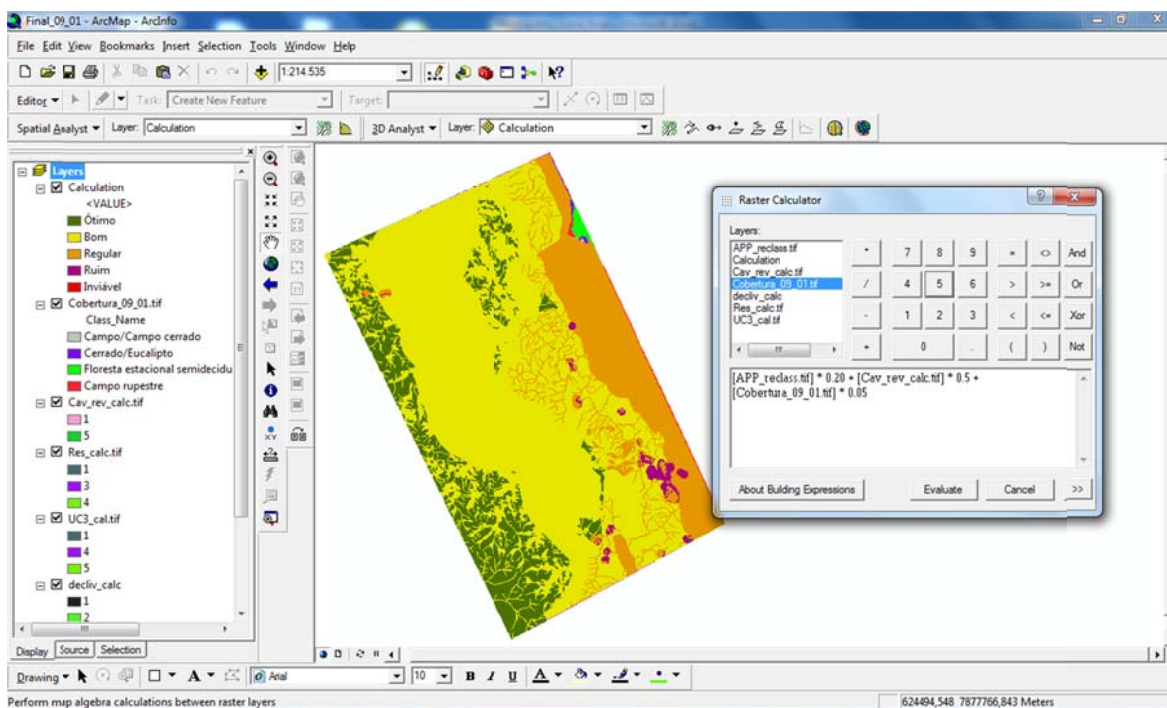 Final_09_01 - ArcMap - ArcInfo
File Edit View Bookmarks Insert Selection Tools Window Help
1:214.535
Editor Task: Create New Feature Target:
Spatial Analyst Layer: Calculation 3D Analyst Layer: Calculation
Layers
Calculation
<VALUE>
Ótimo
Bom
Regular
Ruim
Inviável
Cobertura_09_01.tif
Class_Name
Campo/Campo cerrado
Cerrado/Eucalipto
Floresta estacional semidecidu
Campo rupestre
Cav_rev_calc.tif
1
5
Res_calc.tif
1
3
4
UC3_cal.tif
1
4
5
decliv_calc
1
2
Display Source Selection
Raster Calculator
Layers:
APP_reclass.tif
Calculation
Cav_rev_calc.tif
Cobertura_09_01.tif
decliv_calc
Res_calc.tif
UC3_cal.tif
* 7 8 9 = <> And
/ 4 5 6 > >= Or
- 1 2 3 < <= Xor
+ 0 . ( ) Not
[APP_reclass.tif] * 0.20 + [Cav_rev_calc.tif] * 0.5 +
[Cobertura_09_01.tif] * 0.05
About Building Expressions Evaluate Cancel >>
Drawing A Arial 10 B I U A
Perform map algebra calculations between raster layers
624494,548 7877766,843 Meters